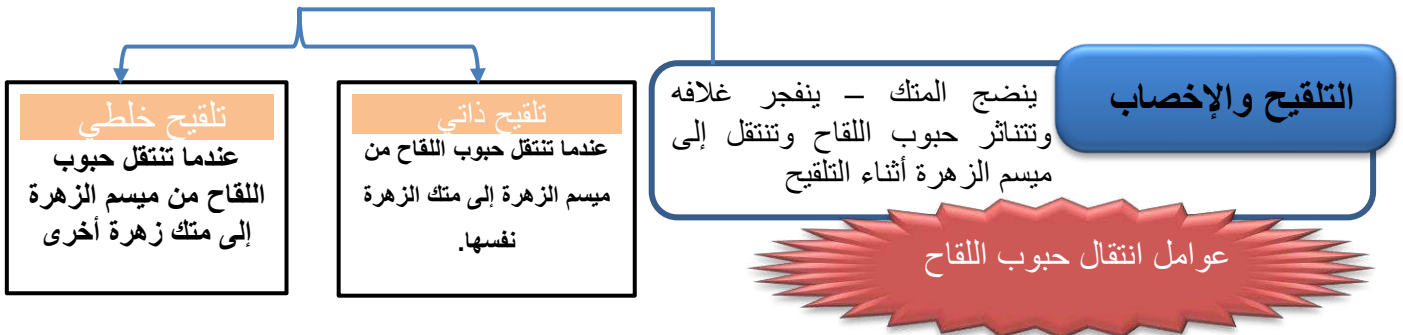 التلقيح والإخصاب
ينضج المتك – ينفجر غلافه
وتتناثر حبوب اللقاح وتنتقل إلى
ميسم الزهرة أثناء التلقيح
تلقيح ذاتي
عندما تنتقل حبوب اللقاح من
ميسم الزهرة إلى متك الزهرة
نفسها.
تلقيح خلطي
عندما تنتقل حبوب
اللقاح من ميسم الزهرة
إلى متك زهرة أخرى
عوامل انتقال حبوب اللقاح